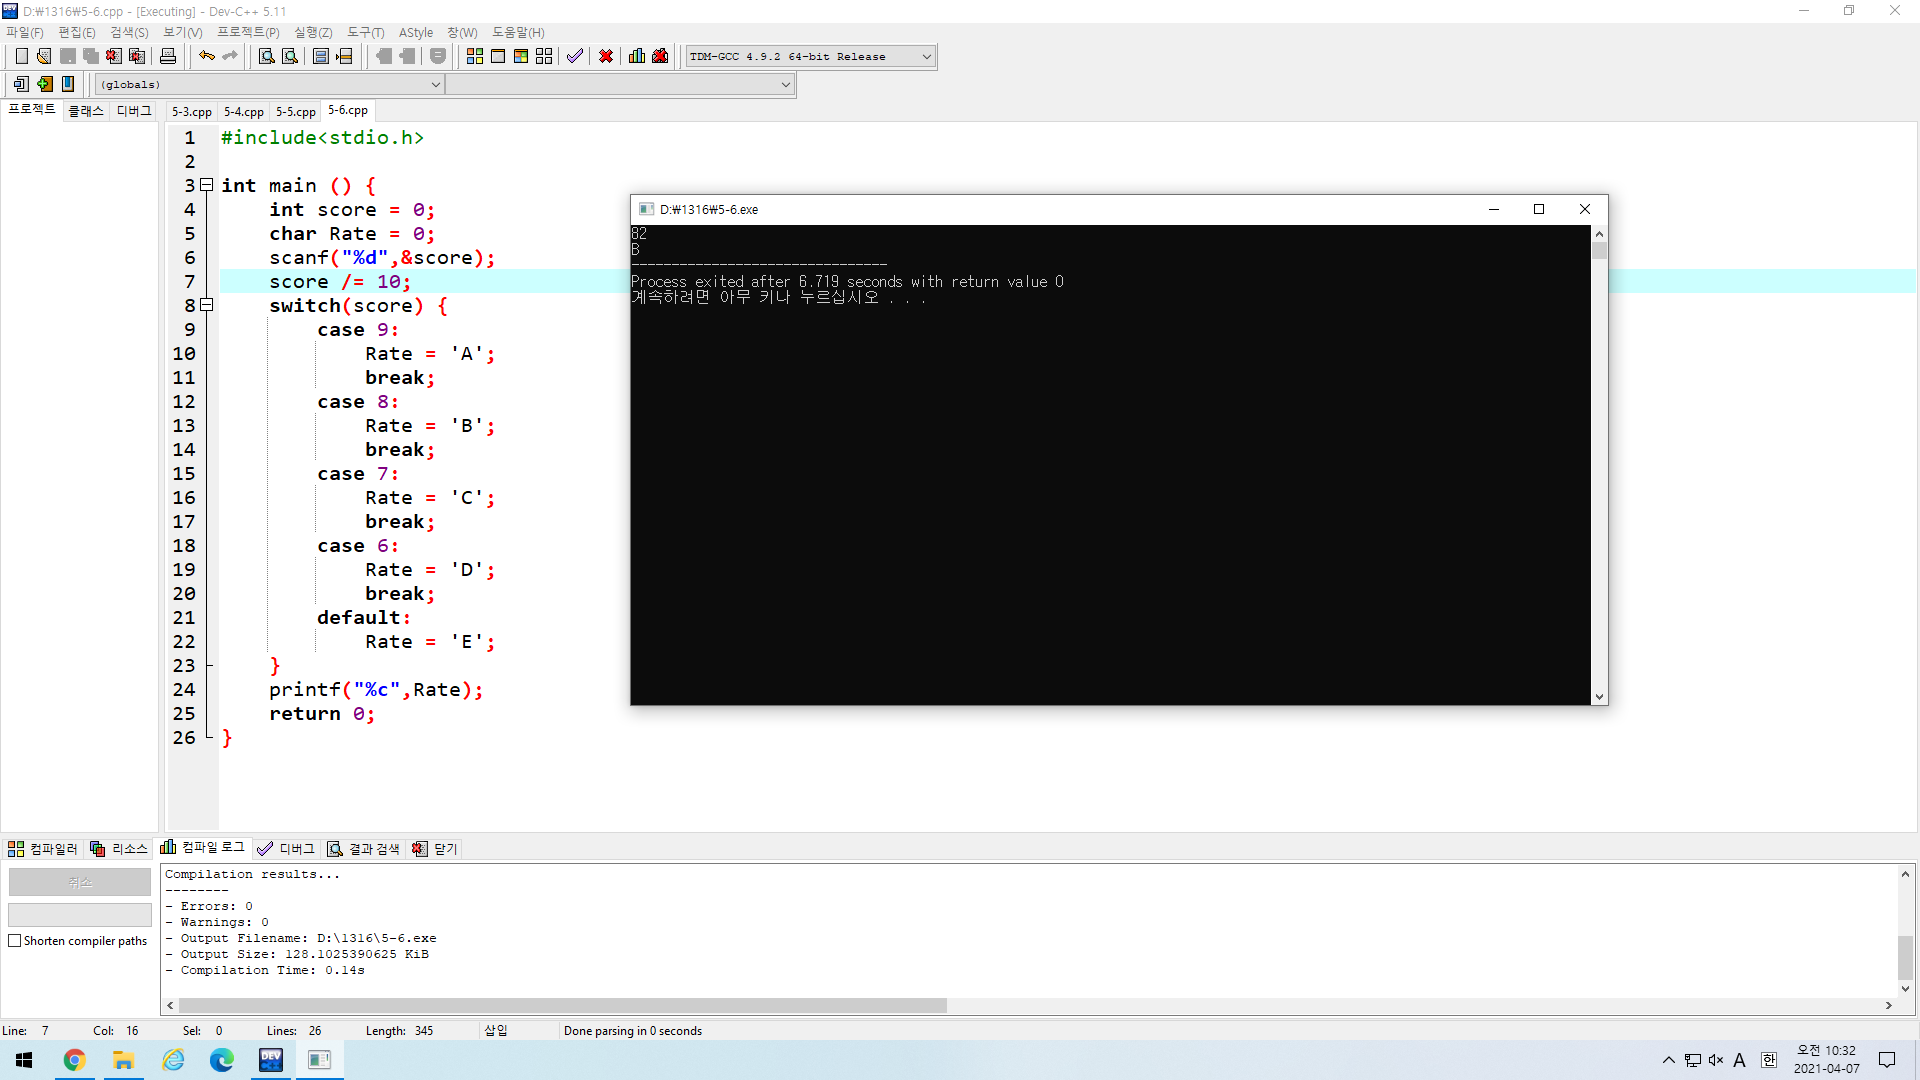 D:₩1316₩5-6.cpp - [Executing] - Dev-C++ 5.11
파일(F) 편집(E) 검색(S) 보기(V) 프로젝트(P) 실행(Z) 도구(T) AStyle 창(W) 도움말(H)
TDM-GCC 4.9.2 64-bit Release
(globals)
프로젝트 클래스 디버그
5-3.cpp 5-4.cpp 5-5.cpp 5-6.cpp
1 #include<stdio.h>
2
3 int main () {
4 int score = 0;
5 char Rate = 0;
6 scanf("%d",&score);
7 score /= 10;
8 switch(score) {
9 case 9:
10 Rate = 'A';
11 break;
12 case 8:
13 Rate = 'B';
14 break;
15 case 7:
16 Rate = 'C';
17 break;
18 case 6:
19 Rate = 'D';
20 break;
21 default:
22 Rate = 'E';
23 }
24 printf("%c",Rate);
25 return 0;
26 }
D:₩1316₩5-6.exe
82
B
--------------------------------
Process exited after 6.719 seconds with return value 0
계속하려면 아무 키나 누르십시오 . . .
컴파일러 리소스 컴파일 로그 디버그 결과 검색 닫기
취소
Shorten compiler paths
Compilation results...
--------
- Errors: 0
- Warnings: 0
- Output Filename: D:\1316\5-6.exe
- Output Size: 128.1025390625 KiB
- Compilation Time: 0.14s
Line: 7 Col: 16 Sel: 0 Lines: 26 Length: 345 삽입 Done parsing in 0 seconds
DEV
A 한
오전 10:32
2021-04-07